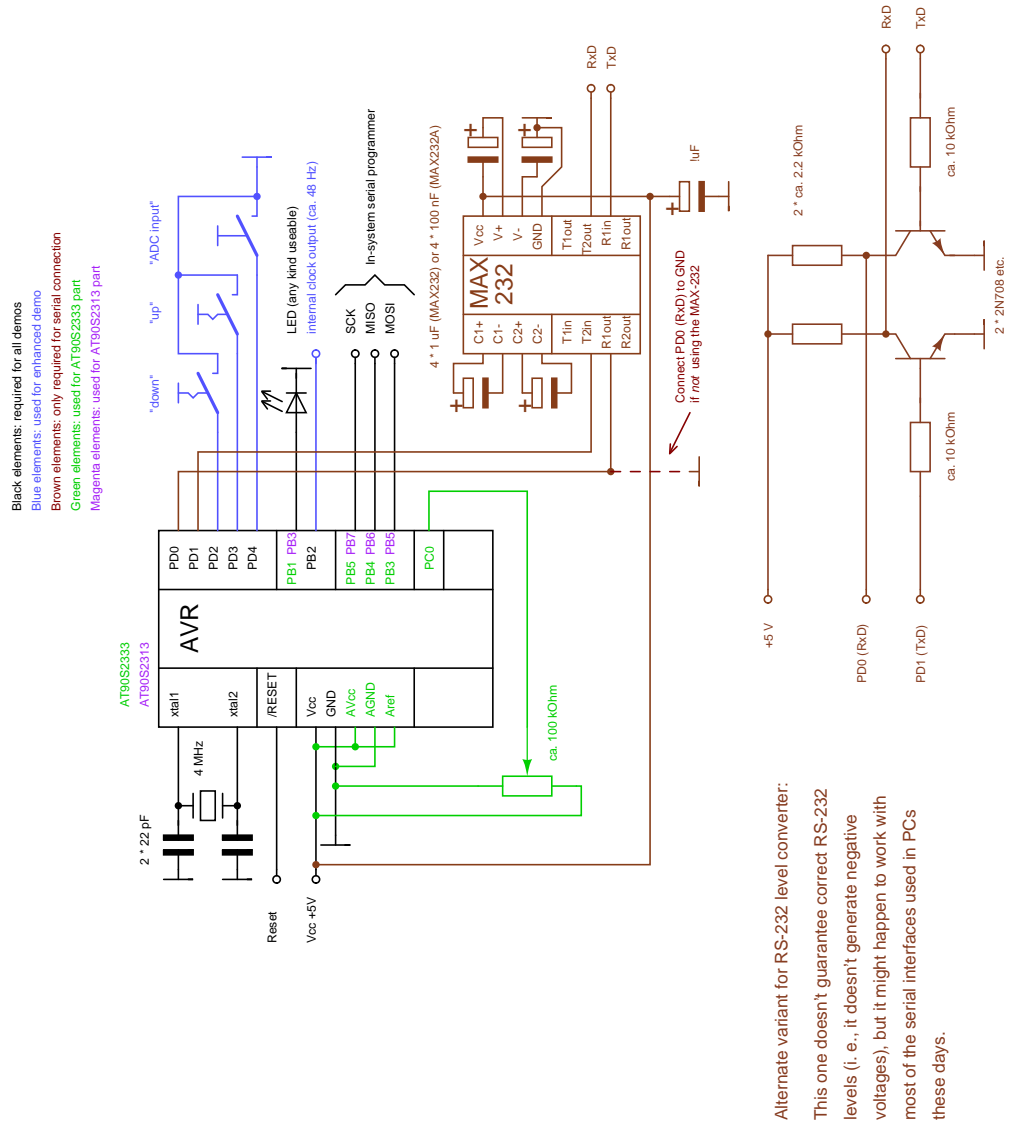 Black elements: required for all demos
Blue elements: used for enhanced demo
Brown elements: only required for serial connection
Green elements: used for AT90S2333 part
Magenta elements: used for AT90S2313 part
"down"
"up"
"ADC input"
LED (any kind useable)
internal clock output (ca. 48 Hz)
SCK
MISO
MOSI
In-system serial programmer
AT90S2333
AT90S2313
AVR
PD0
PD1
PD2
PD3
PD4
PB1 PB3
PB2
PB5 PB7
PB4 PB6
PB3 PB5
PC0
xtal1
xtal2
/RESET
Vcc
GND
AVcc
AGND
Aref
4 MHz
2 * 22 pF
Reset
Vcc +5V
ca. 100 kOhm
4 * 1 uF (MAX232) or 4 * 100 nF (MAX232A)
MAX
232
C1+
C1-
C2+
C2-
T1in
T2in
R1out
R2out
Vcc
V+
V-
GND
T1out
T2out
R1in
R1out
+
+
+
+
+
!uF
RxD
TxD
Connect PD0 (RxD) to GND
if not using the MAX-232
+5 V
PD0 (RxD)
PD1 (TxD)
2 * ca. 2.2 kOhm
ca. 10 kOhm
ca. 10 kOhm
2 * 2N708 etc.
RxD
TxD
Alternate variant for RS-232 level converter:
This one doesn't guarantee correct RS-232
levels (i. e., it doesn't generate negative
voltages), but it might happen to work with
most of the serial interfaces used in PCs
these days.